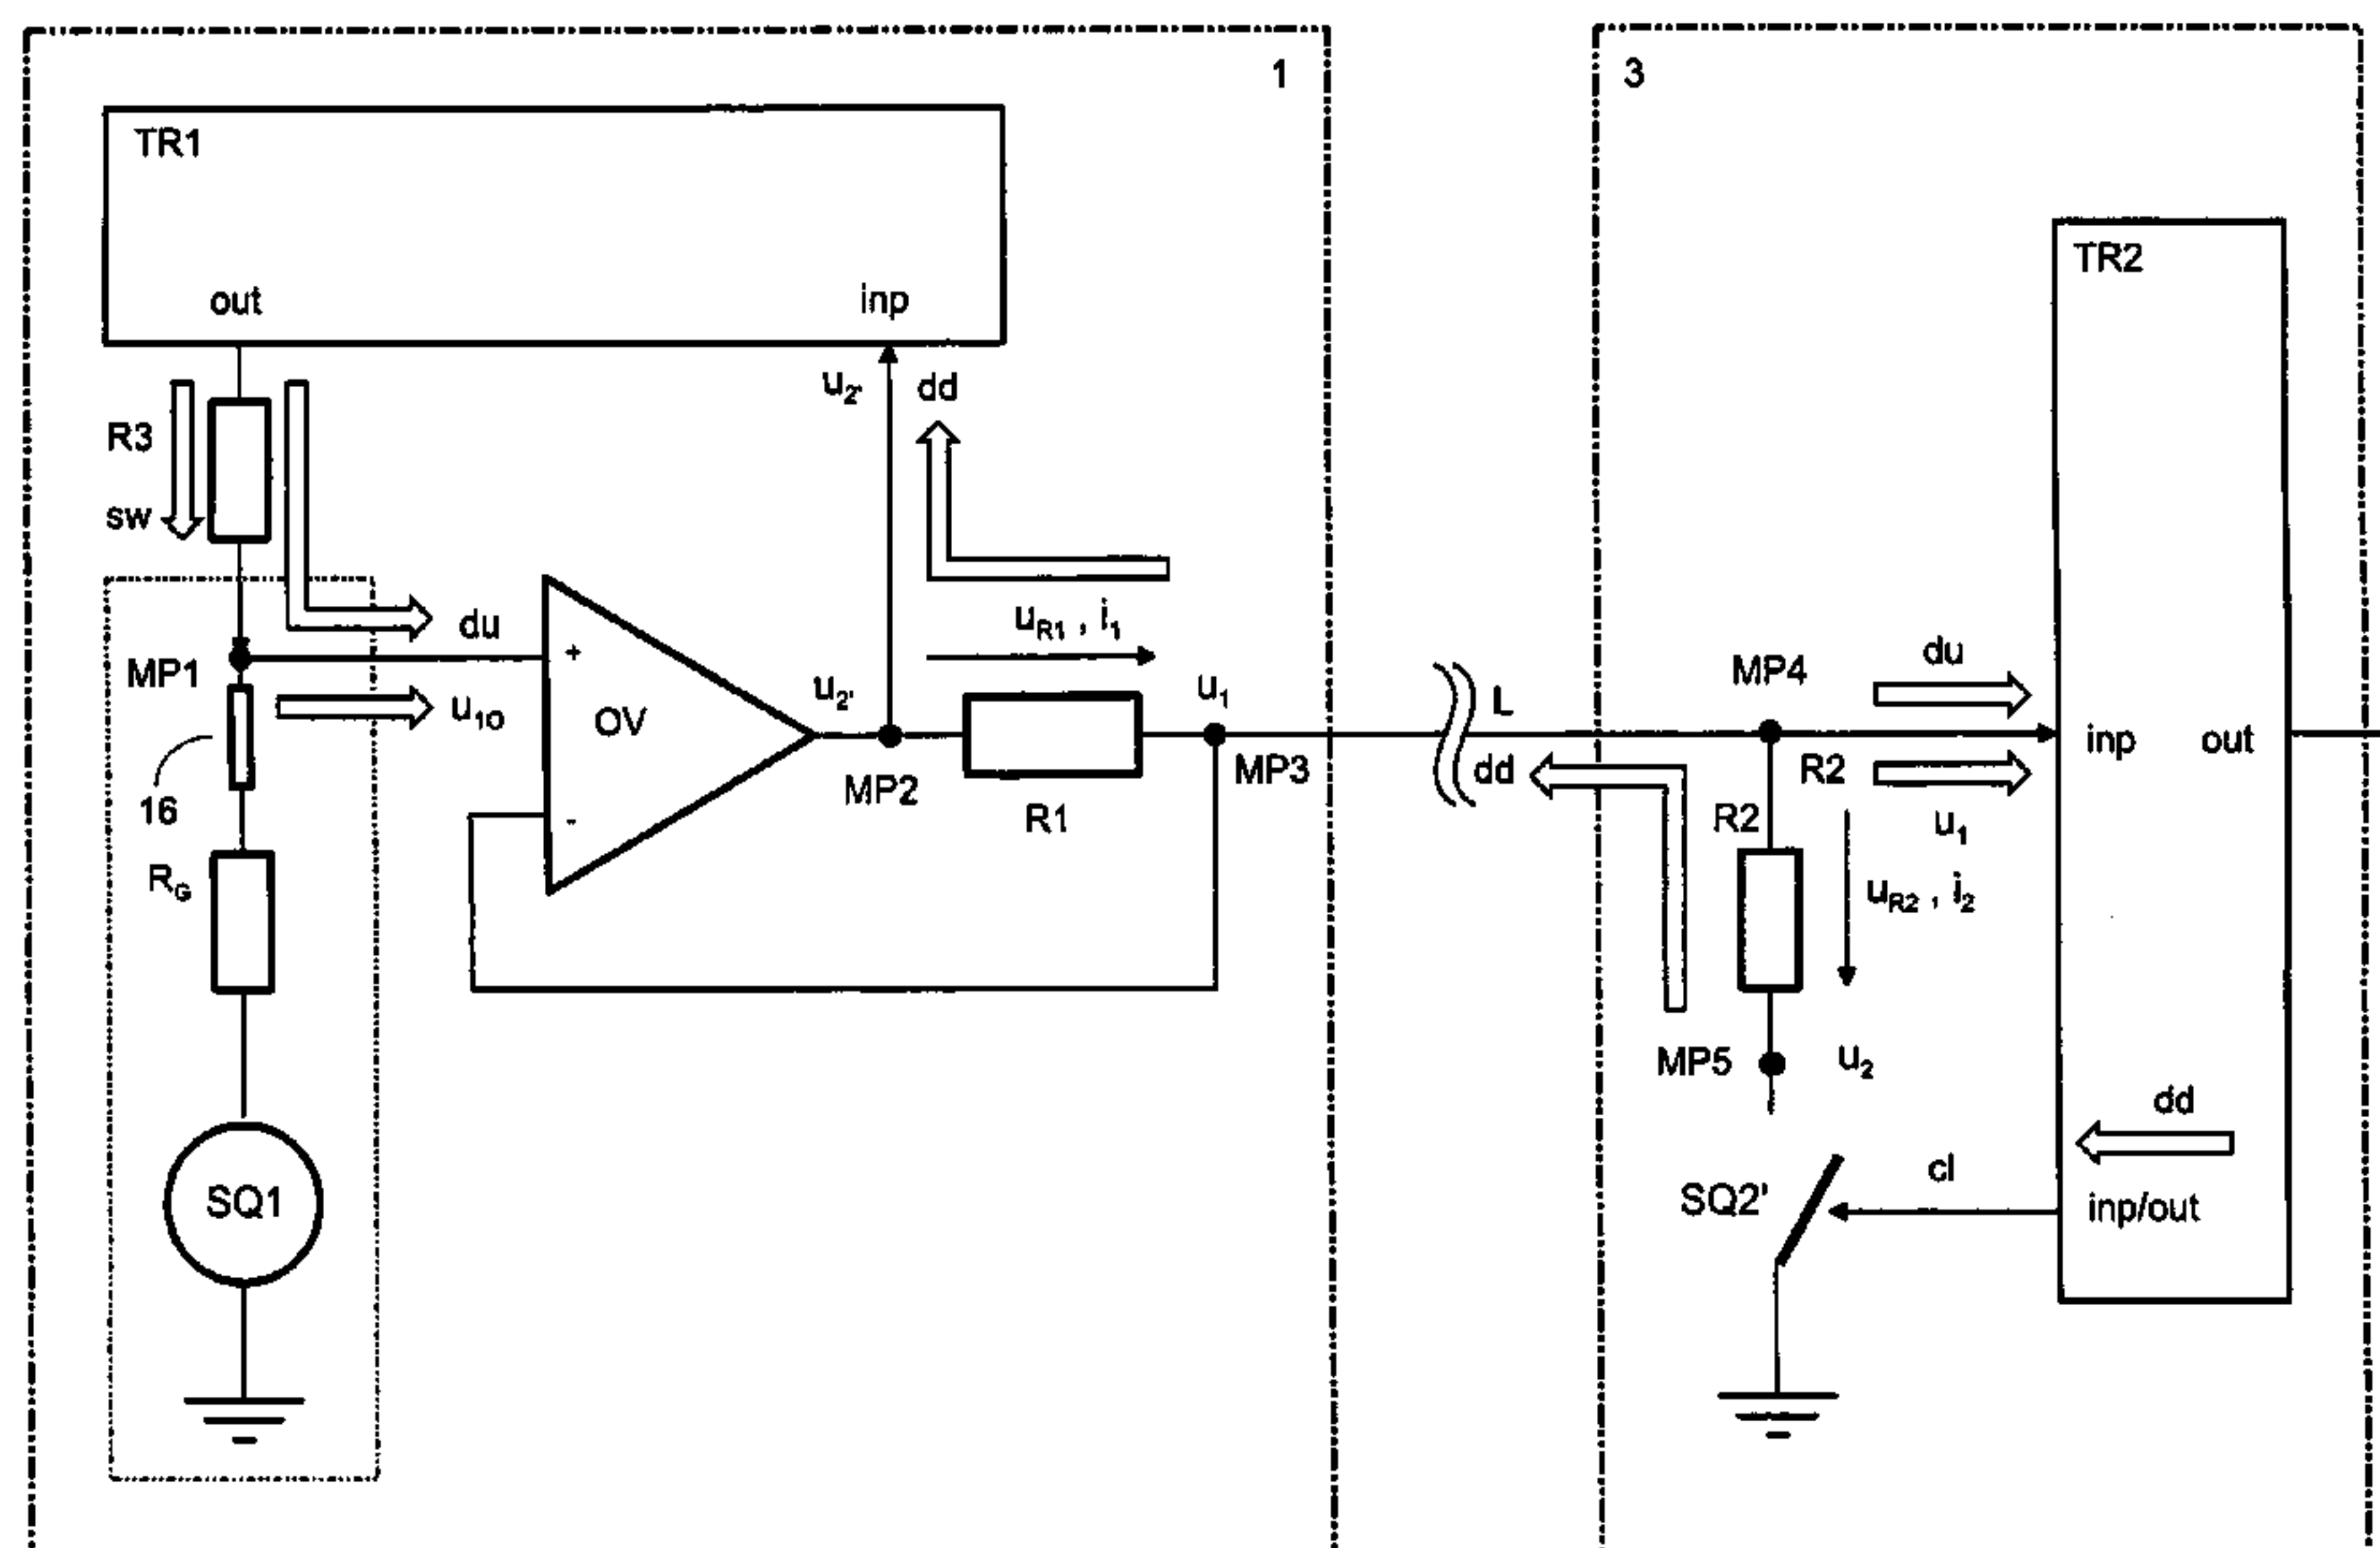 1
3
TR1
out
inp
TR2
u2'
dd
R3
sw
du
uR1 , i1
MP1
+
u10
OV
-
u2'
MP2
R1
u1
MP3
16
RG
SQ1
L
dd
MP4
du
R2
R2
u1
inp
out
uR2 , i2
MP5
u2
dd
SQ2'
cl
inp/out